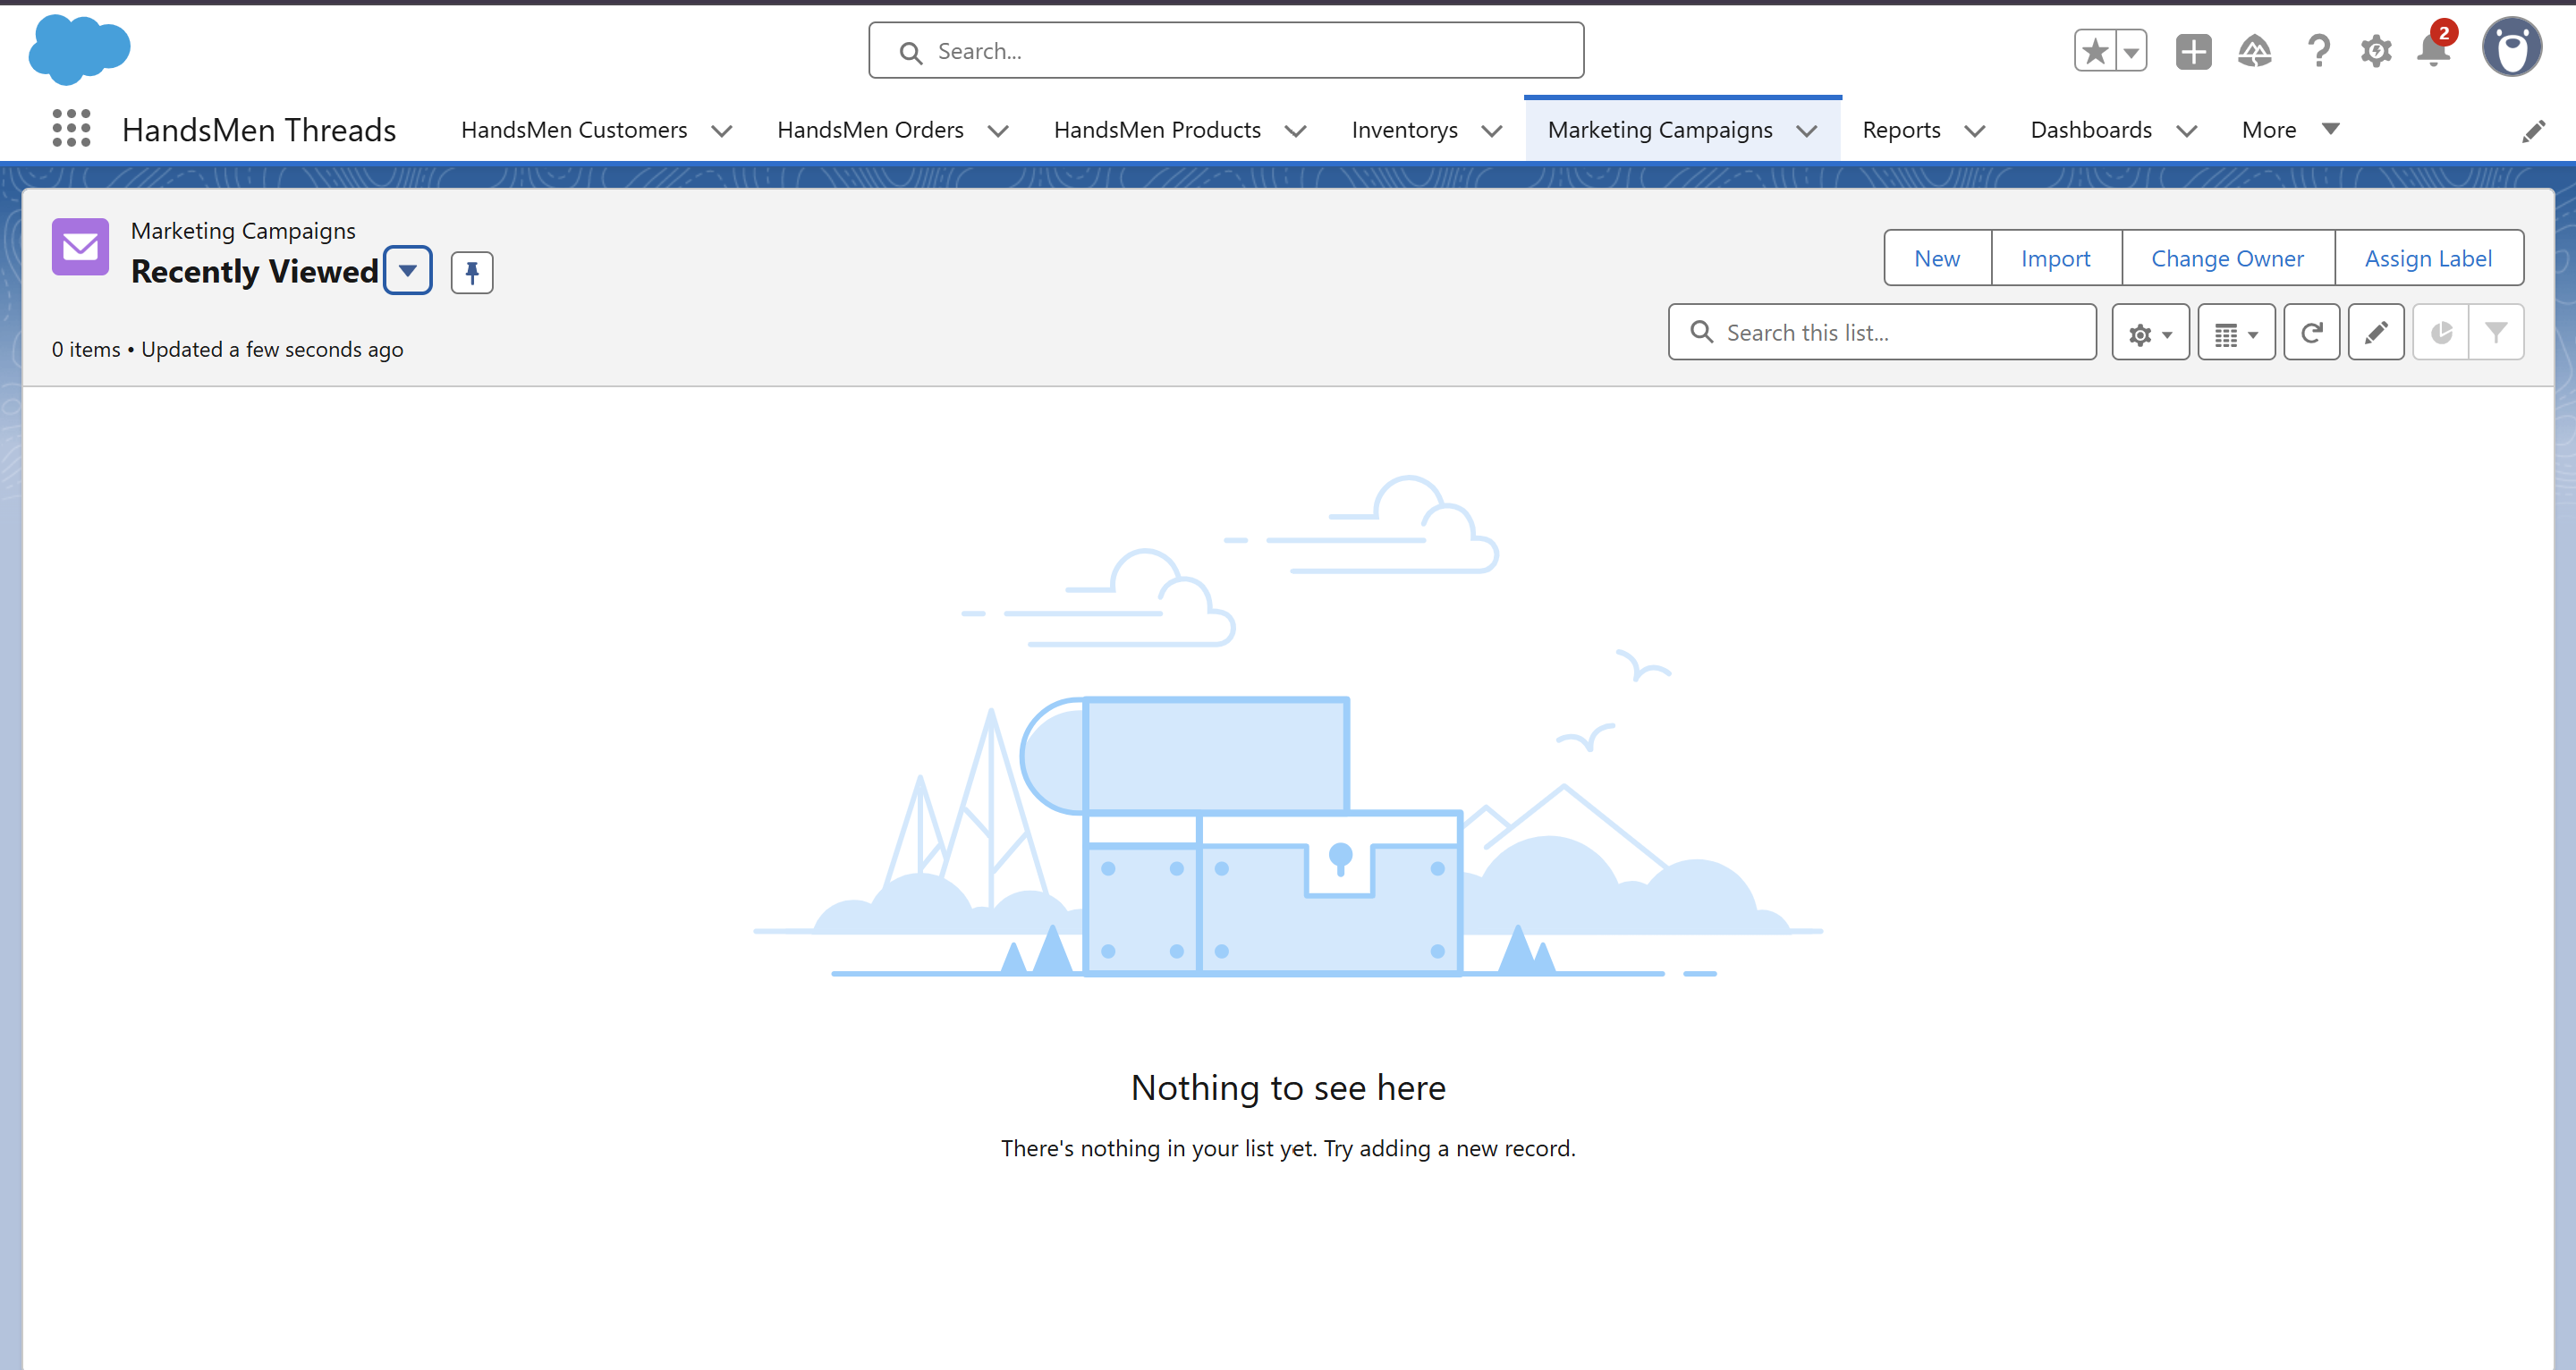 Search...
2
HandsMen Threads
HandsMen Customers
HandsMen Orders
HandsMen Products
Inventorys
Marketing Campaigns
Reports
Dashboards
More
Marketing Campaigns
Recently Viewed
New
Import
Change Owner
Assign Label
0 items • Updated a few seconds ago
Search this list...
Nothing to see here
There's nothing in your list yet. Try adding a new record.